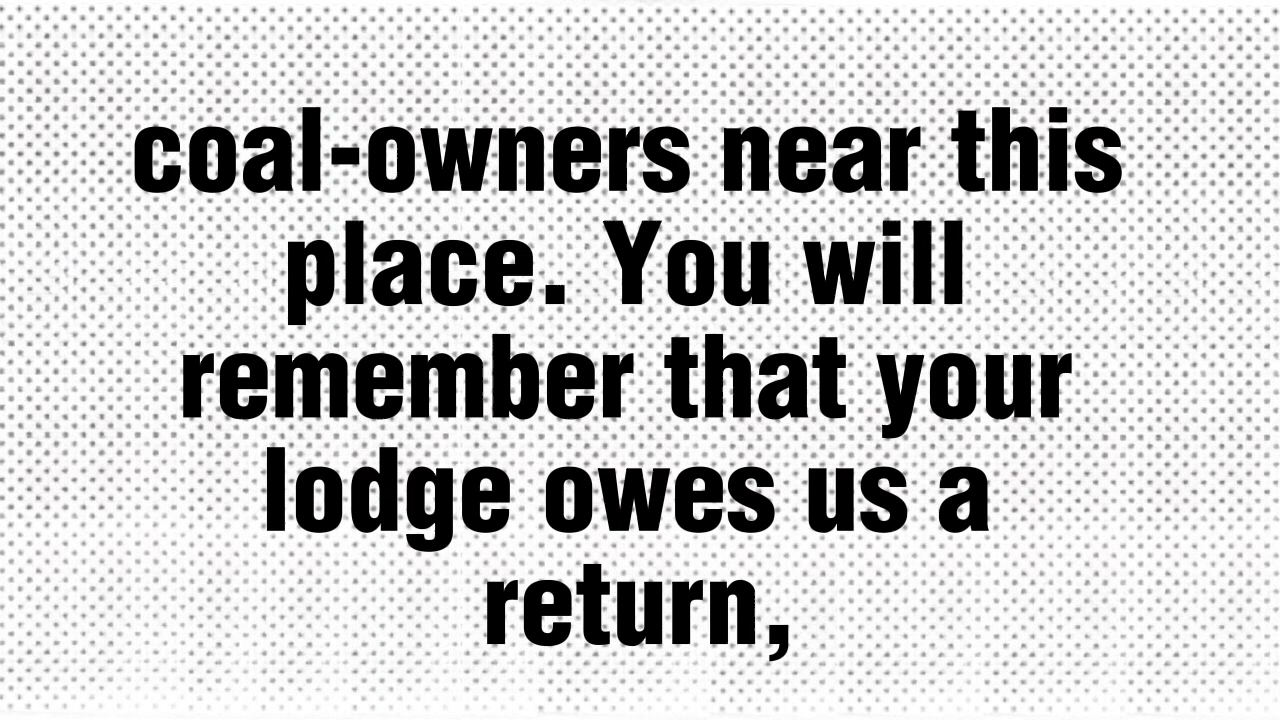 coal-owners near this
place. You will
remember that your
lodge owes us a
return,